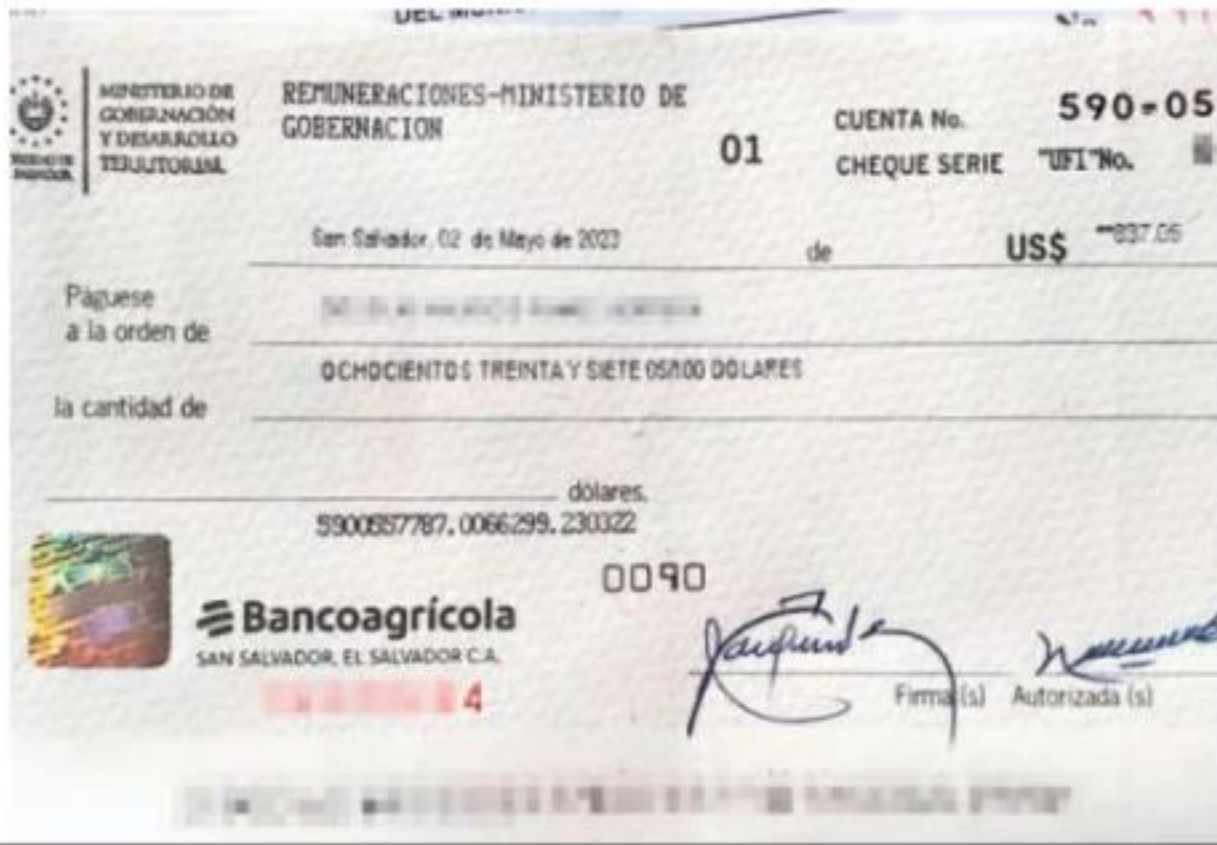 DEL
MINISTERIO DE
GOBERNACIÓN
Y DESARROLLO
TERRITORIAL
REMUNERACIONES-MINISTERIO DE
GOBERNACION
01
CUENTA No. 590-05
CHEQUE SERIE "UFI"No.
San Salvador, 02 de Mayo de 2023 de US$ **837.05
Páguese
a la orden de
OCHOCIENTOS TREINTA Y SIETE 05/100 DOLARES
la cantidad de
dólares.
5900557787.0066299.230322
0090
Bancoagrícola
SAN SALVADOR, EL SALVADOR C.A.
4
Firma (s) Autorizada (s)